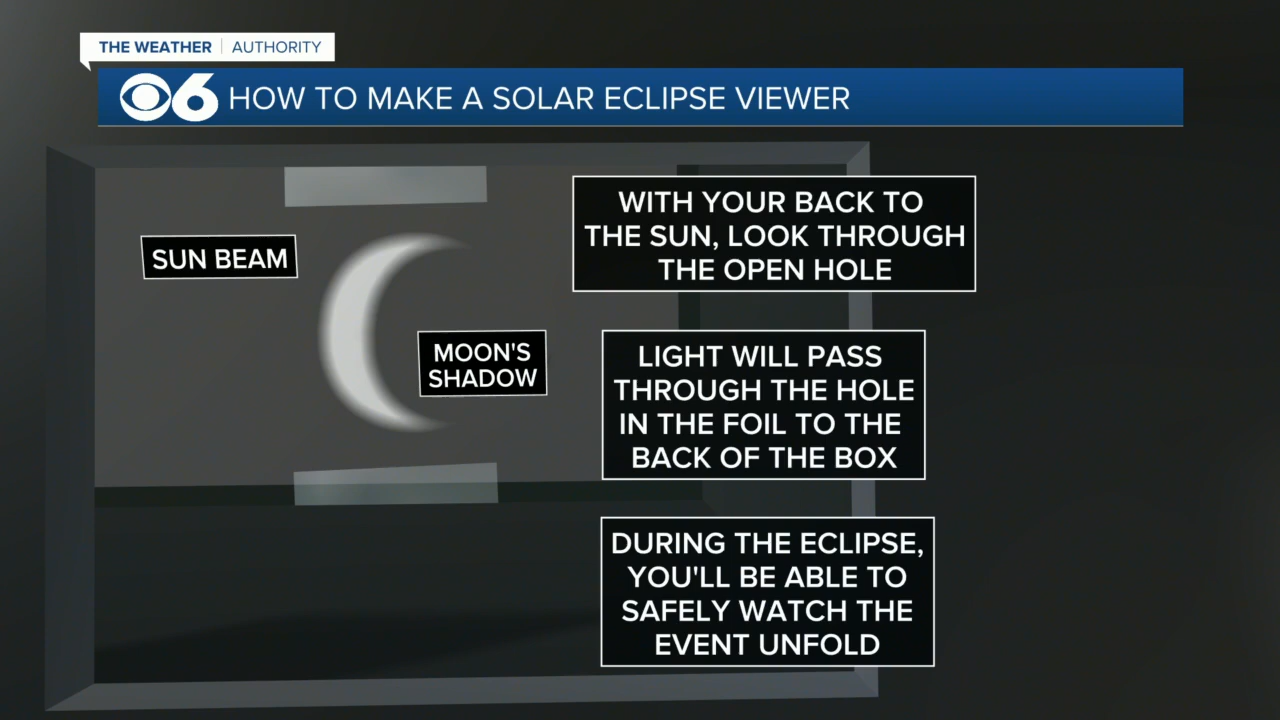 THE WEATHER AUTHORITY
6 HOW TO MAKE A SOLAR ECLIPSE VIEWER
SUN BEAM
MOON'S
SHADOW
WITH YOUR BACK TO
THE SUN, LOOK THROUGH
THE OPEN HOLE
LIGHT WILL PASS
THROUGH THE HOLE
IN THE FOIL TO THE
BACK OF THE BOX
DURING THE ECLIPSE,
YOU'LL BE ABLE TO
SAFELY WATCH THE
EVENT UNFOLD